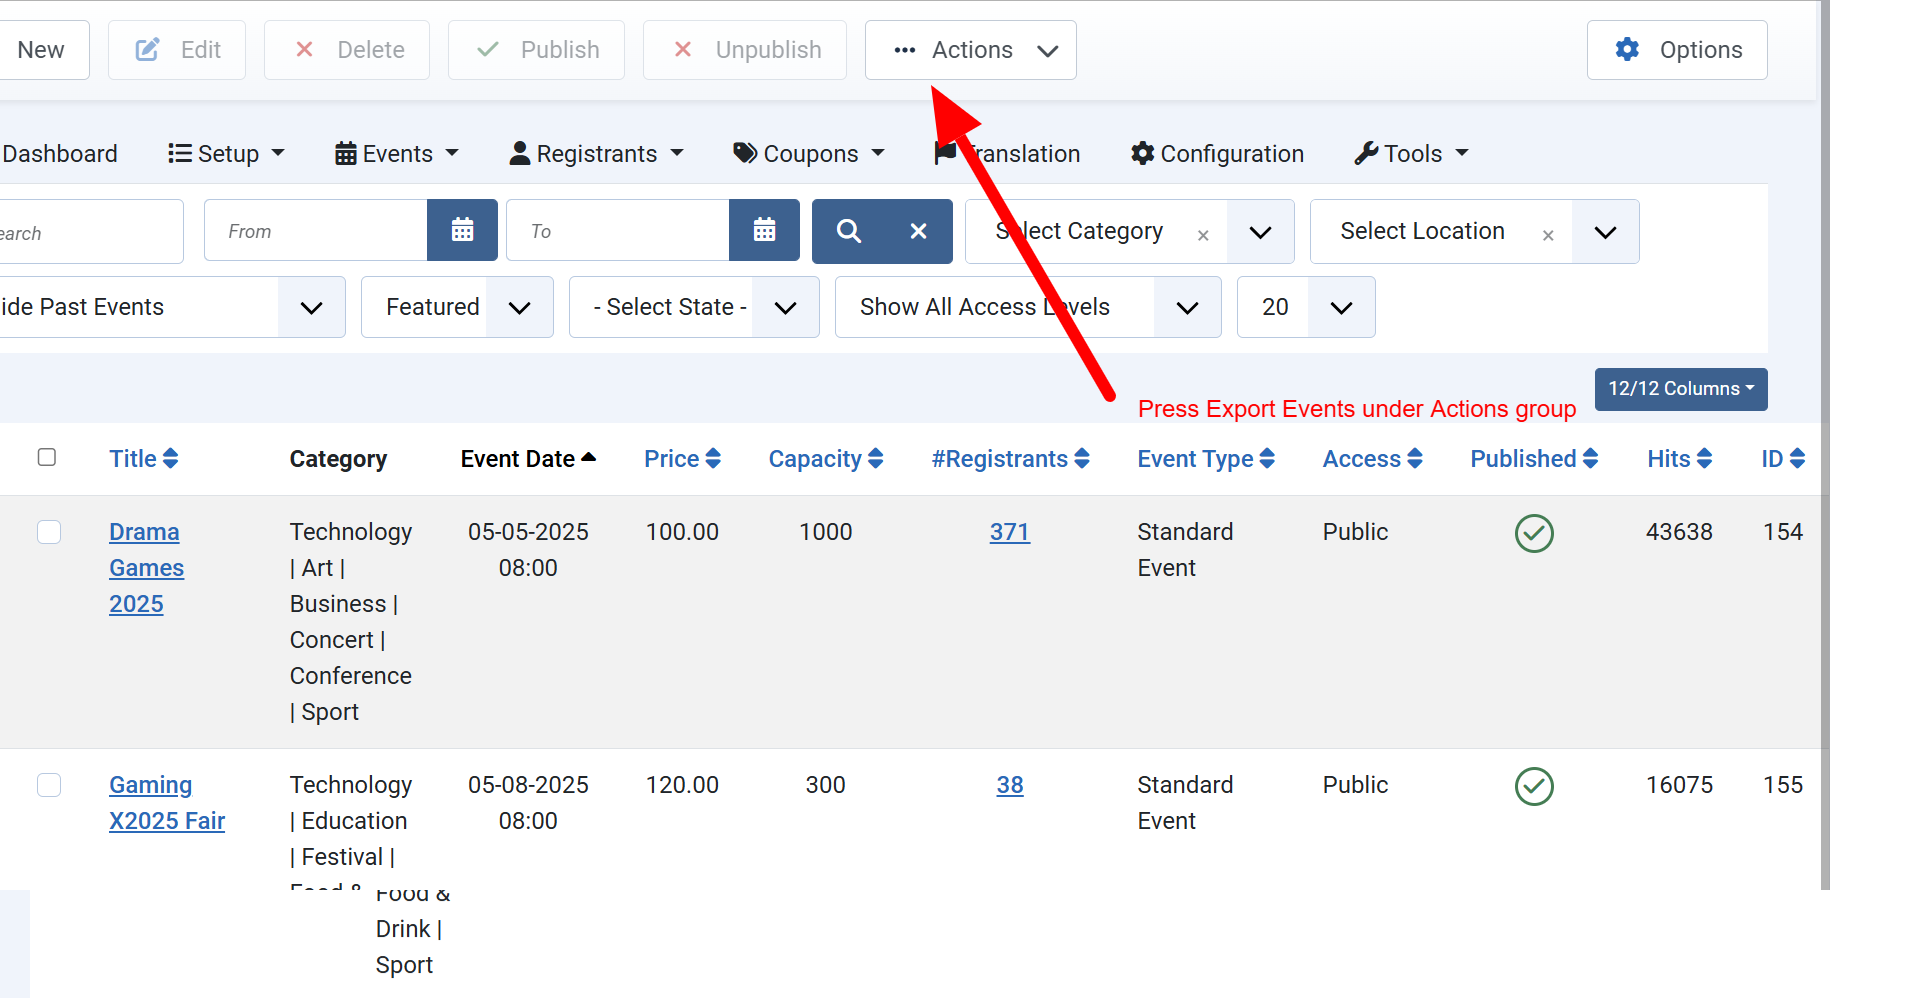 New Edit Delete Publish Unpublish Actions Options
Dashboard Setup Events Registrants Coupons Translation Configuration Tools
earch From To Select Category × Select Location ×
ide Past Events Featured - Select State - Show All Access Levels 20
12/12 Columns
Press Export Events under Actions group
Title Category Event Date Price Capacity #Registrants Event Type Access Published Hits ID
Drama Technology 05-05-2025 100.00 1000 371 Standard Public 43638 154
Games | Art | 08:00 Event
2025 Business |
Concert |
Conference
| Sport
Gaming Technology 05-08-2025 120.00 300 38 Standard Public 16075 155
X2025 Fair | Education 08:00 Event
| Festival |
Food & Food &
Drink |
Sport